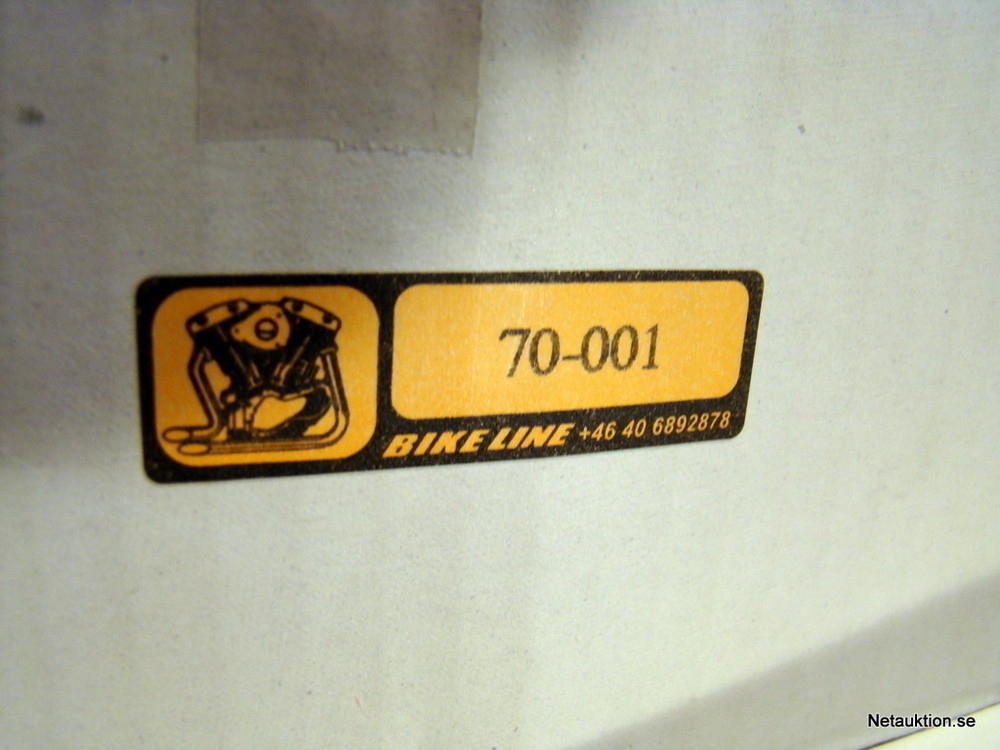 70-001
BIKE LINE +46 40 6892878
Netauktion.se